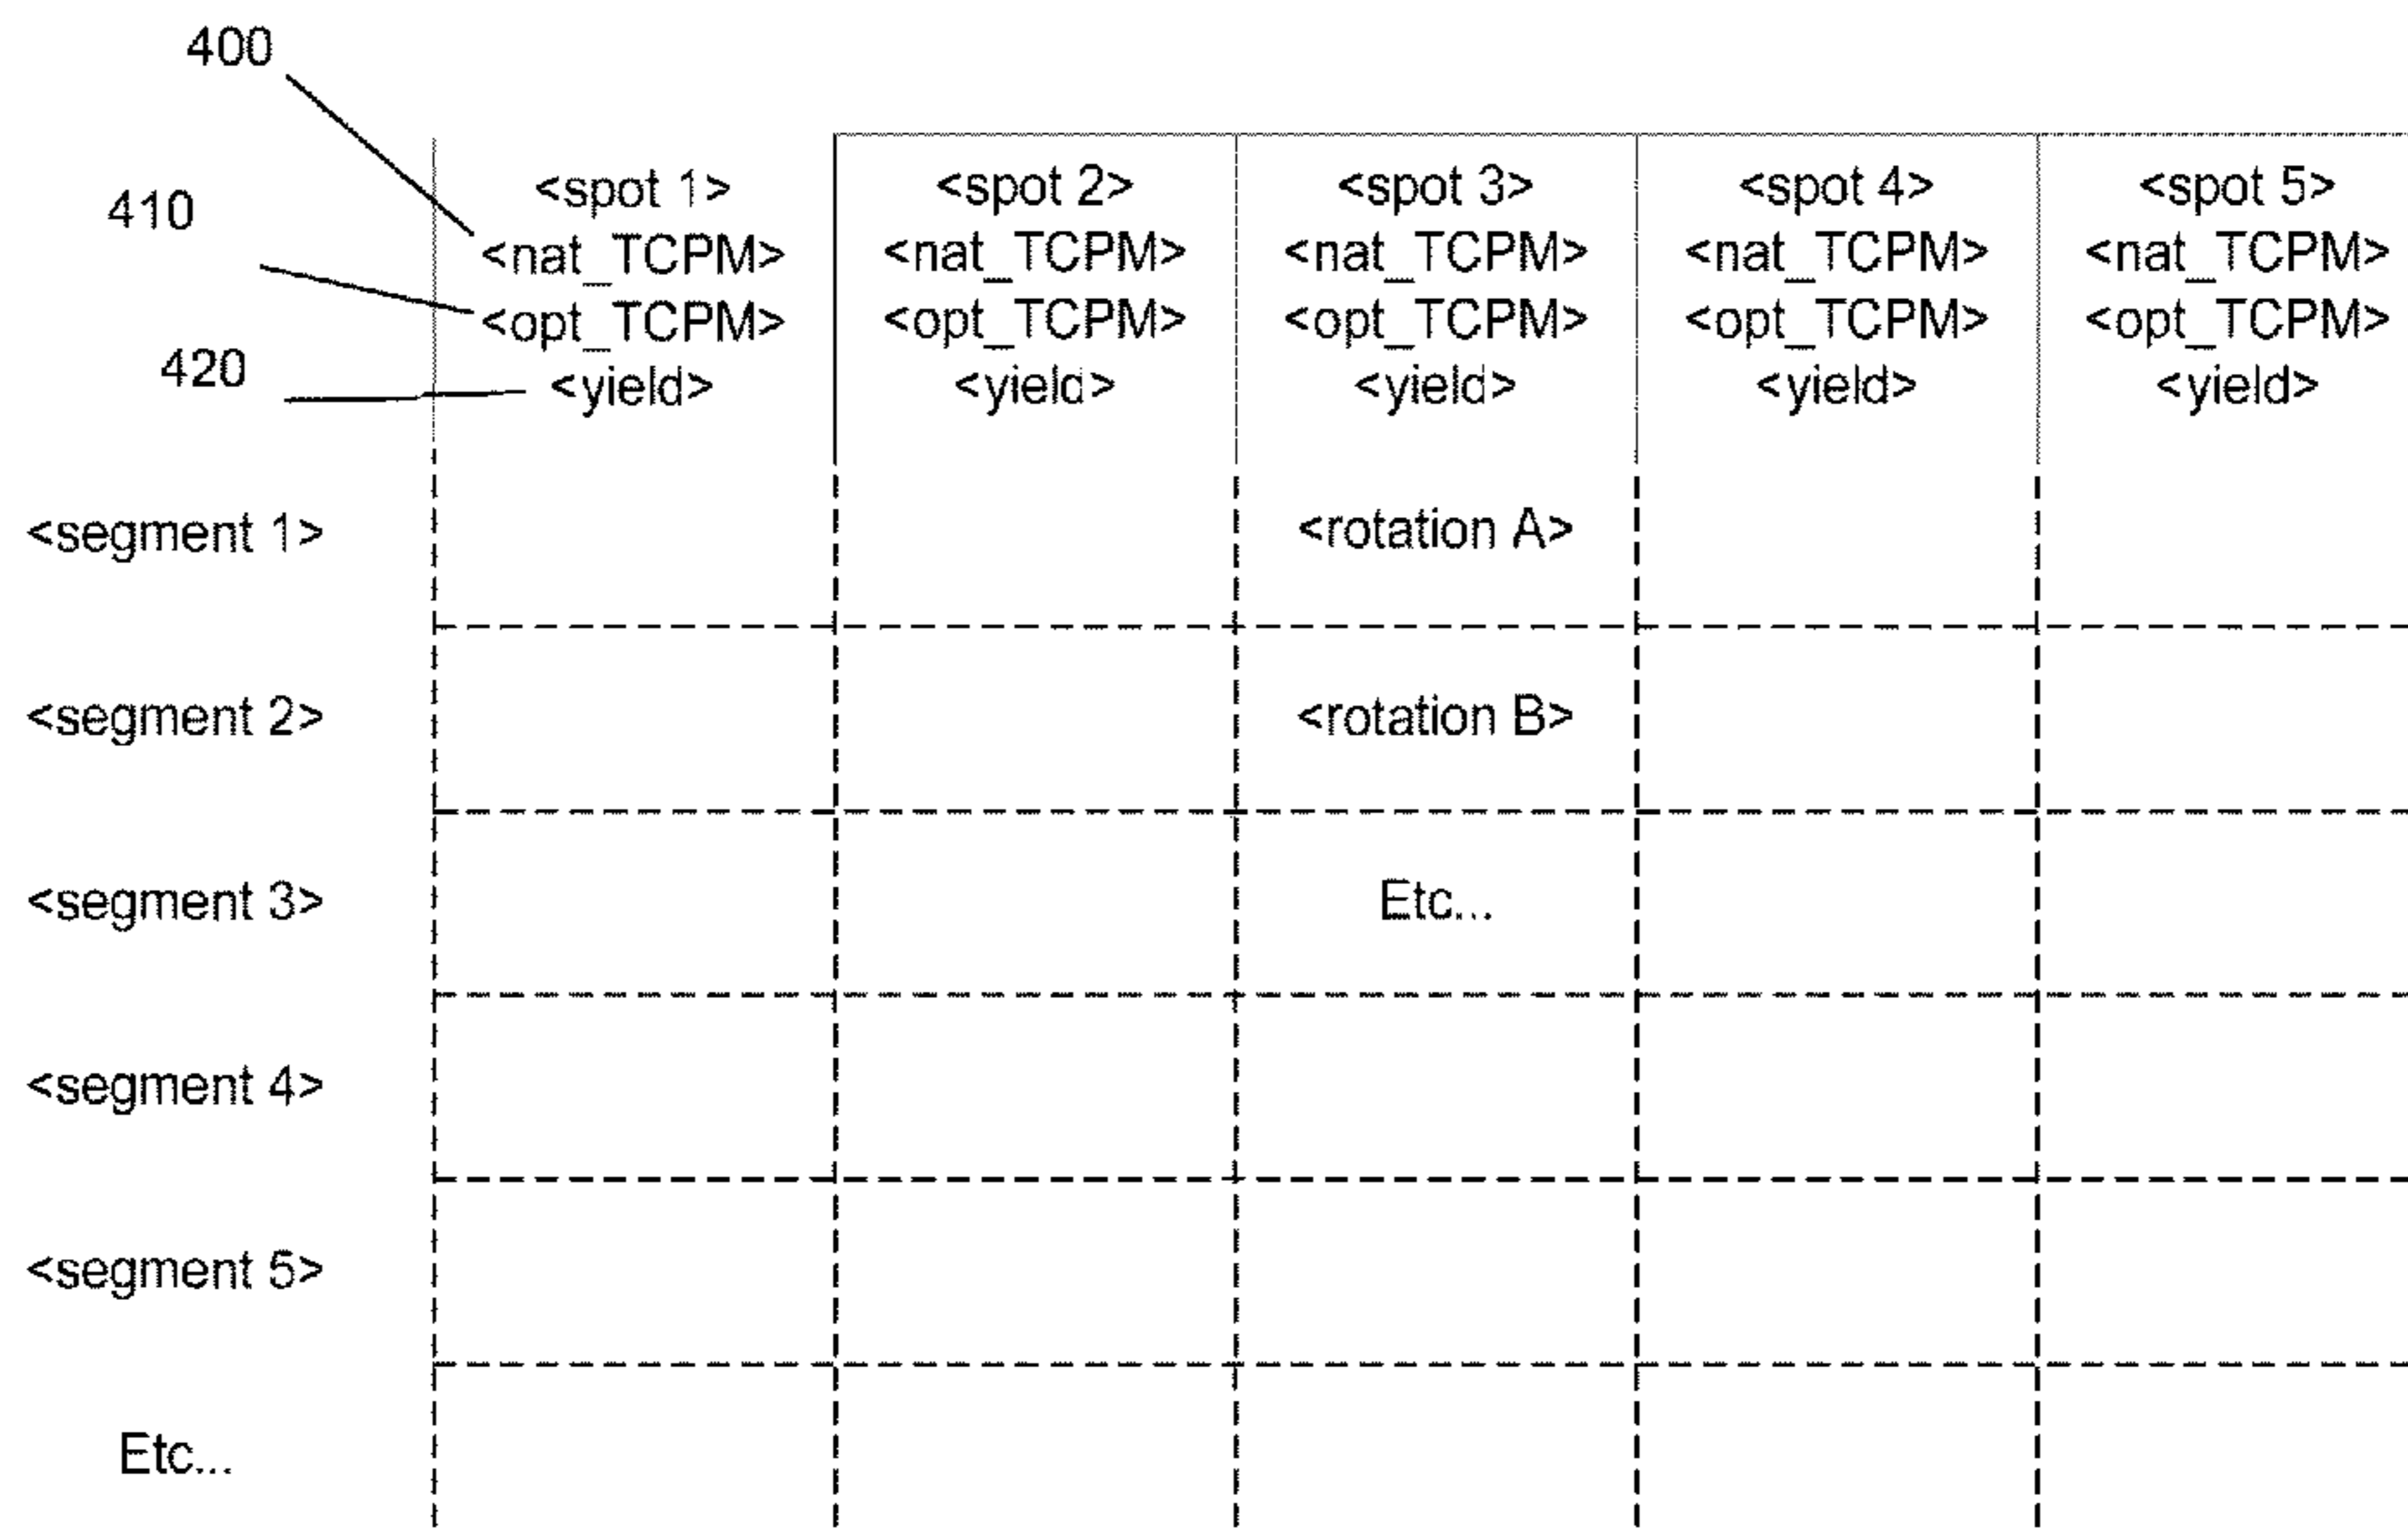 400
410
420
<spot 1> <spot 2> <spot 3> <spot 4> <spot 5>
<nat_TCPM> <nat_TCPM> <nat_TCPM> <nat_TCPM> <nat_TCPM>
<opt_TCPM> <opt_TCPM> <opt_TCPM> <opt_TCPM> <opt_TCPM>
<yield> <yield> <yield> <yield> <yield>
<segment 1> <rotation A>
<segment 2> <rotation B>
<segment 3> Etc...
<segment 4>
<segment 5>
Etc...